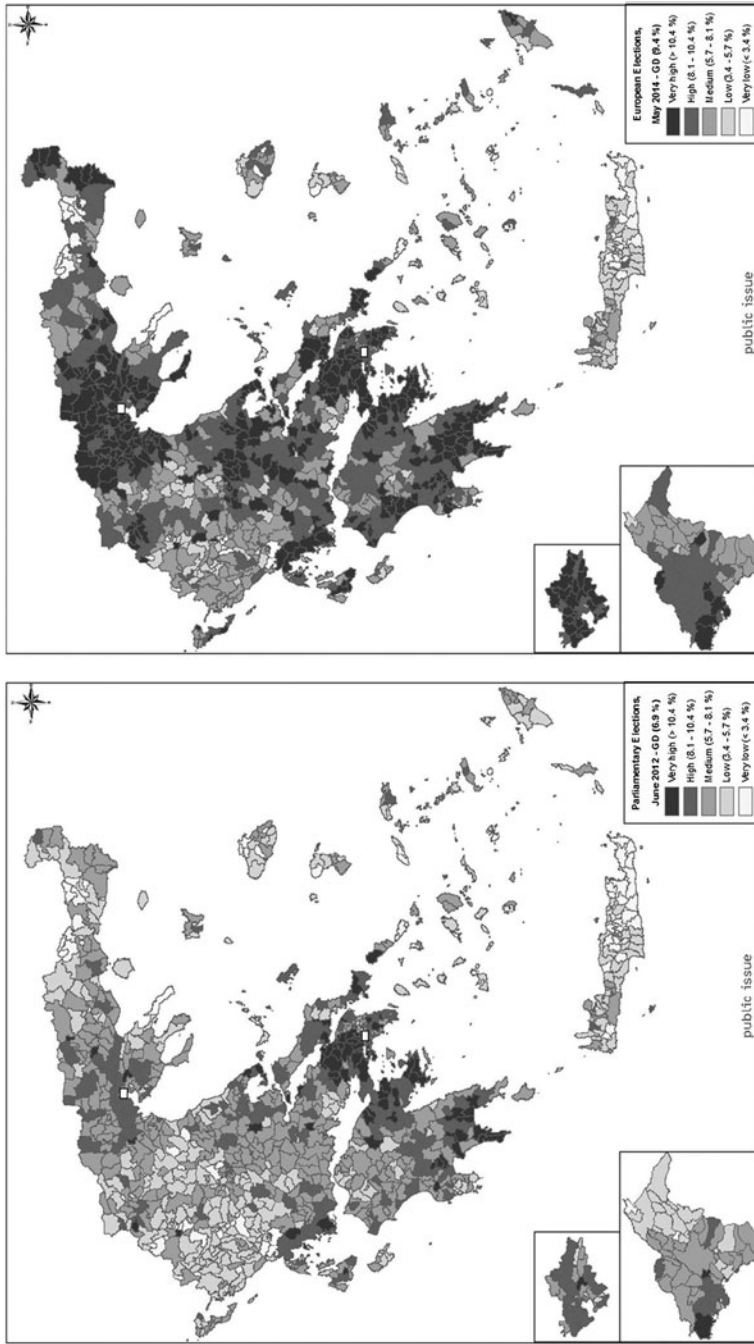 European Elections,
May 2014 - GD (9.4 %)
Very high (> 10.4 %)
High (8.1 - 10.4 %)
Medium (5.7 - 8.1 %)
Low (3.4 - 5.7 %)
Very low (< 3.4 %)
public issue
Parliamentary Elections,
June 2012 - GD (6.9 %)
Very high (> 10.4 %)
High (8.1 - 10.4 %)
Medium (5.7 - 8.1 %)
Low (3.4 - 5.7 %)
Very low (< 3.4 %)
public issue